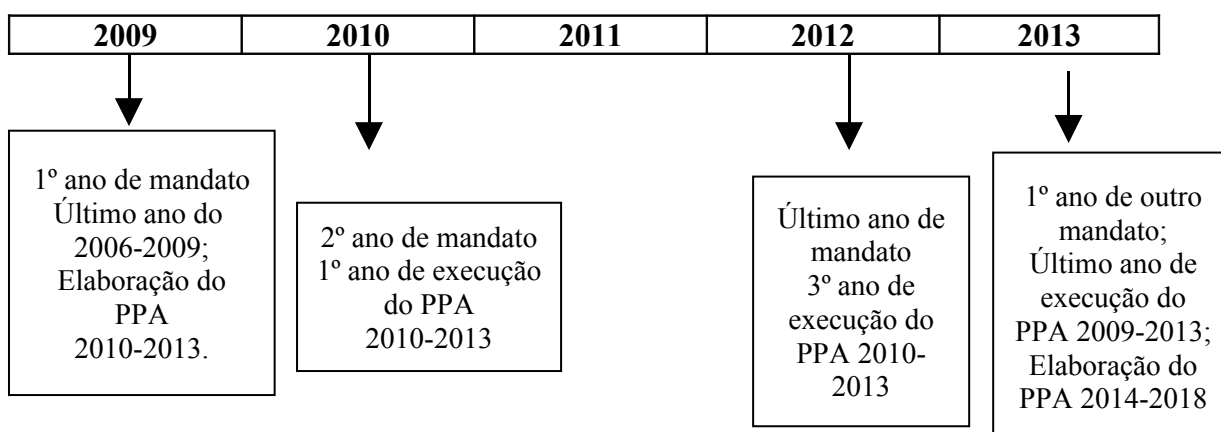 2009 2010 2011 2012 2013
1º ano de mandato
Último ano do
2006-2009;
Elaboração do
PPA
2010-2013.
2º ano de mandato
1º ano de execução
do PPA
2010-2013
Último ano de
mandato
3º ano de
execução do
PPA 2010-
2013
1º ano de outro
mandato;
Último ano de
execução do
PPA 2009-2013;
Elaboração do
PPA 2014-2018